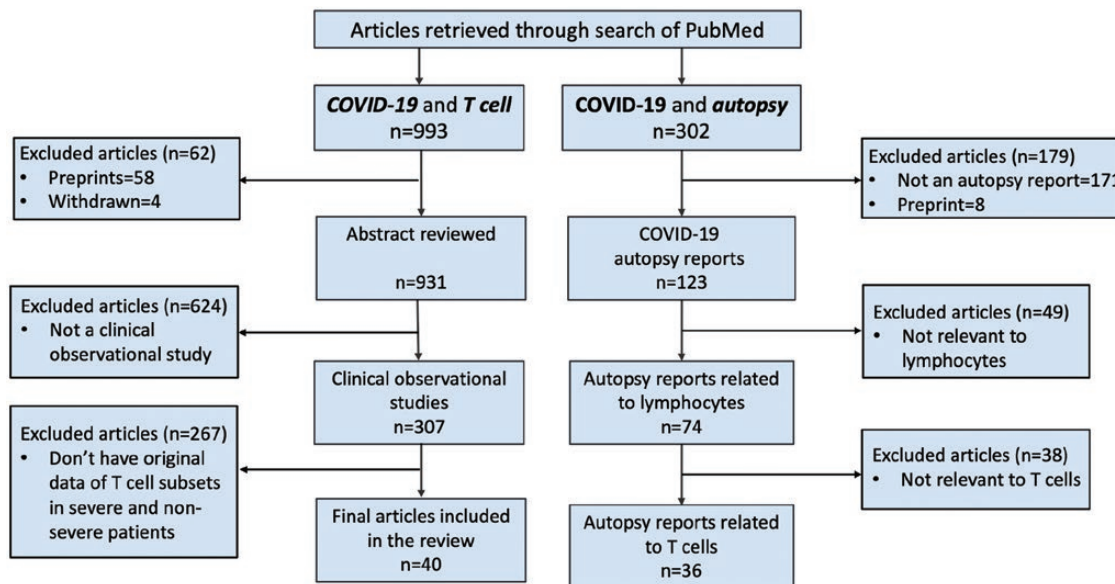 Articles retrieved through search of PubMed
COVID-19 and T cell
n=993
COVID-19 and autopsy
n=302
Excluded articles (n=62)
• Preprints=58
• Withdrawn=4
Excluded articles (n=179)
• Not an autopsy report=171
• Preprint=8
Abstract reviewed
n=931
COVID-19
autopsy reports
n=123
Excluded articles (n=624)
• Not a clinical
observational study
Excluded articles (n=49)
• Not relevant to
lymphocytes
Clinical observational
studies
n=307
Autopsy reports related
to lymphocytes
n=74
Excluded articles (n=267)
• Don't have original
data of T cell subsets
in severe and non-
severe patients
Excluded articles (n=38)
• Not relevant to T cells
Final articles included
in the review
n=40
Autopsy reports related
to T cells
n=36